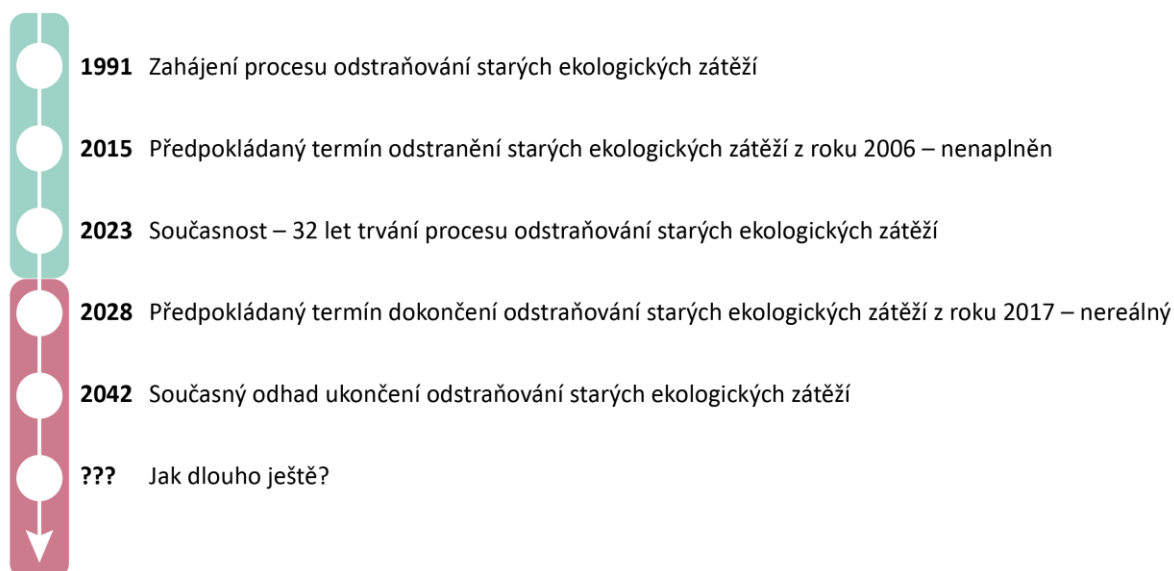 1991 Zahájení procesu odstraňování starých ekologických zátěží
2015 Předpokládaný termín odstranění starých ekologických zátěží z roku 2006 – nenaplněn
2023 Současnost – 32 let trvání procesu odstraňování starých ekologických zátěží
2028 Předpokládaný termín dokončení odstraňování starých ekologických zátěží z roku 2017 – nereálný
2042 Současný odhad ukončení odstraňování starých ekologických zátěží
??? Jak dlouho ještě?